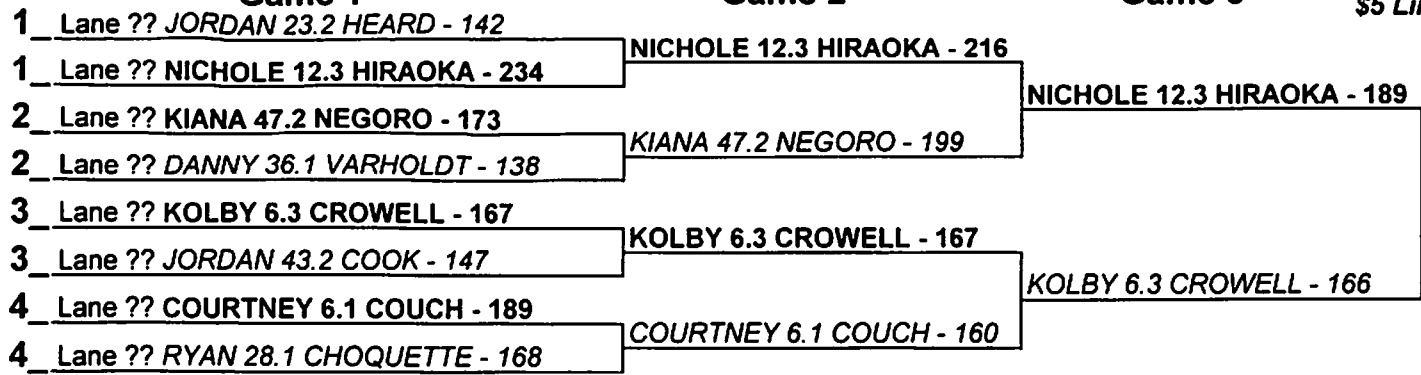 $5
1_ Lane ?? JORDAN 23.2 HEARD - 142
1_ Lane ?? NICHOLE 12.3 HIRAOKA - 234
2_ Lane ?? KIANA 47.2 NEGORO - 173
2_ Lane ?? DANNY 36.1 VARHOLDT - 138
3_ Lane ?? KOLBY 6.3 CROWELL - 167
3_ Lane ?? JORDAN 43.2 COOK - 147
4_ Lane ?? COURTNEY 6.1 COUCH - 189
4_ Lane ?? RYAN 28.1 CHOQUETTE - 168
NICHOLE 12.3 HIRAOKA - 216
KIANA 47.2 NEGORO - 199
KOLBY 6.3 CROWELL - 167
COURTNEY 6.1 COUCH - 160
NICHOLE 12.3 HIRAOKA - 189
KOLBY 6.3 CROWELL - 166